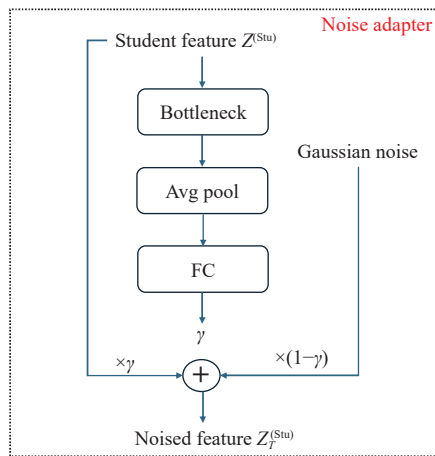 Noise adapter
Student feature Z^(Stu)
Bottleneck
Gaussian noise
Avg pool
FC
γ
×γ
×(1−γ)
+
Noised feature Z_T^(Stu)